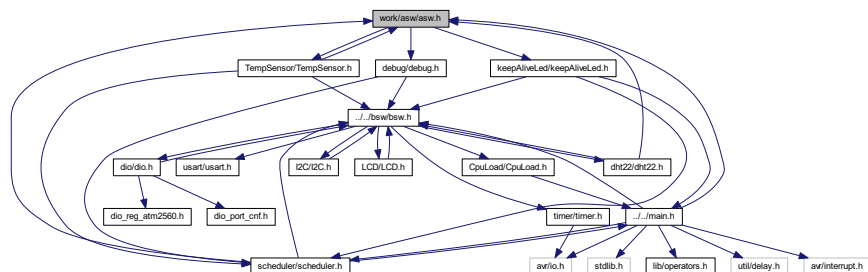 work/asw/asw.h
TempSensor/TempSensor.h
debug/debug.h
keepAliveLed/keepAliveLed.h
../../bsw/bsw.h
dio/dio.h
usart/usart.h
I2C/I2C.h
LCD/LCD.h
CpuLoad/CpuLoad.h
dht22/dht22.h
dio_reg_atm2560.h
dio_port_cnf.h
timer/timer.h
../../main.h
scheduler/scheduler.h
avr/io.h
stdlib.h
lib/operators.h
util/delay.h
avr/interrupt.h